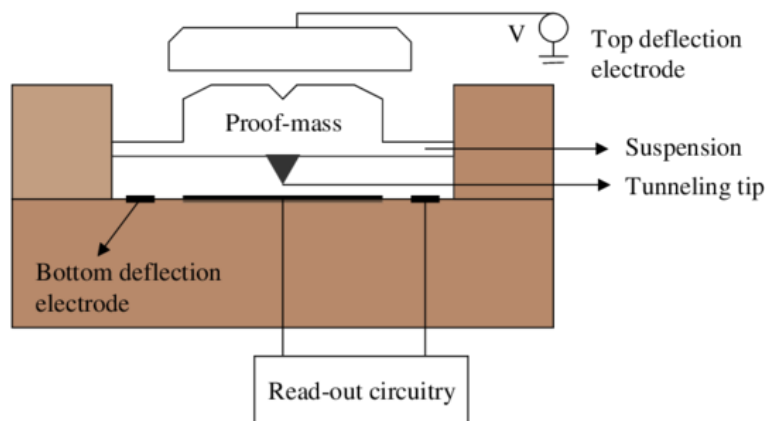 V
Top deflection
electrode
Proof-mass
Suspension
Tunneling tip
Bottom deflection
electrode
Read-out circuitry